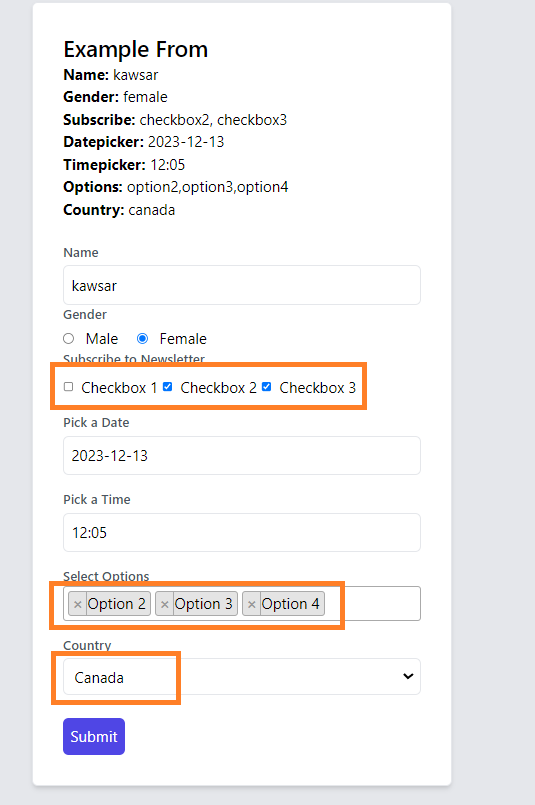 Example From
Name: kawsar
Gender: female
Subscribe: checkbox2, checkbox3
Datepicker: 2023-12-13
Timepicker: 12:05
Options: option2,option3,option4
Country: canada
Name
kawsar
Gender
Male Female
Subscribe to Newsletter
Checkbox 1 Checkbox 2 Checkbox 3
Pick a Date
2023-12-13
Pick a Time
12:05
Select Options
× Option 2 × Option 3 × Option 4
Country
Canada
Submit